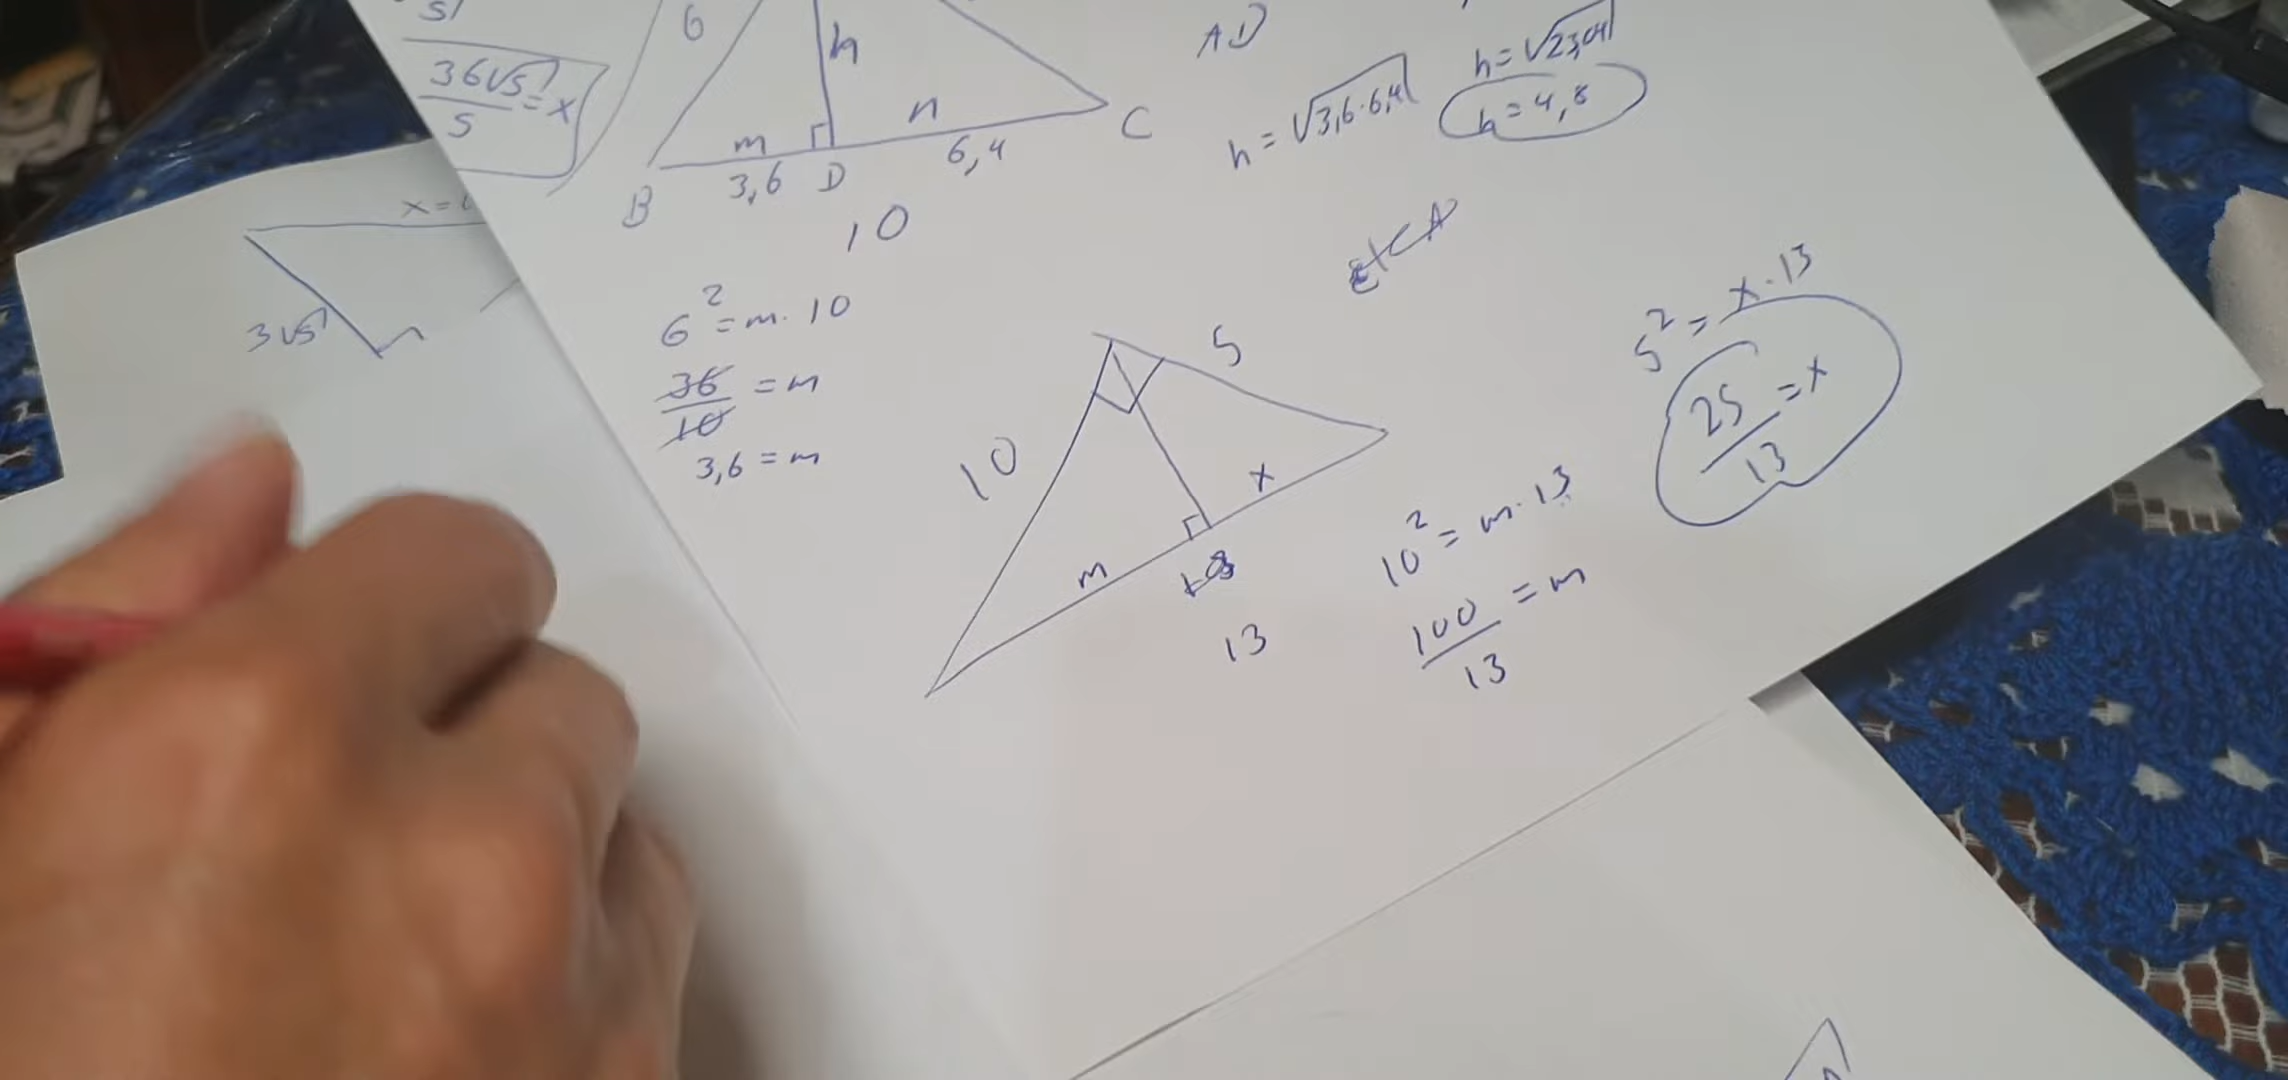 36√5
5
= x
x =
3√5
6
h
m
n
B
3,6
D
6,4
C
10
6² = m · 10
36
10
= m
3,6 = m
AD
h = √3,6 · 6,4
h = √23,04
h = 4,8
5
10
x
m
13
10² = m · 13
100
13
= m
5² = x · 13
25
13
= x